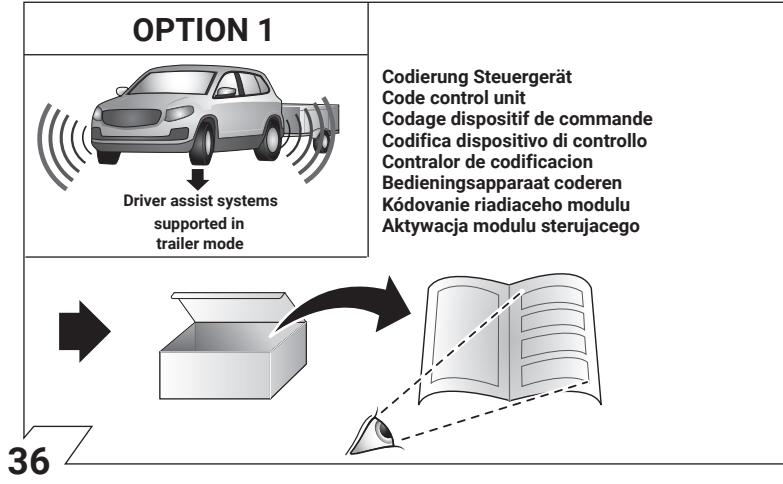 OPTION 1
Driver assist systems
supported in
trailer mode
Codierung Steuergerät
Code control unit
Codage dispositif de commande
Codifica dispositivo di controllo
Contralor de codificacion
Bedieningsapparaat coderen
Kódovanie riadiaceho modulu
Aktywacja modulu sterujacego
36